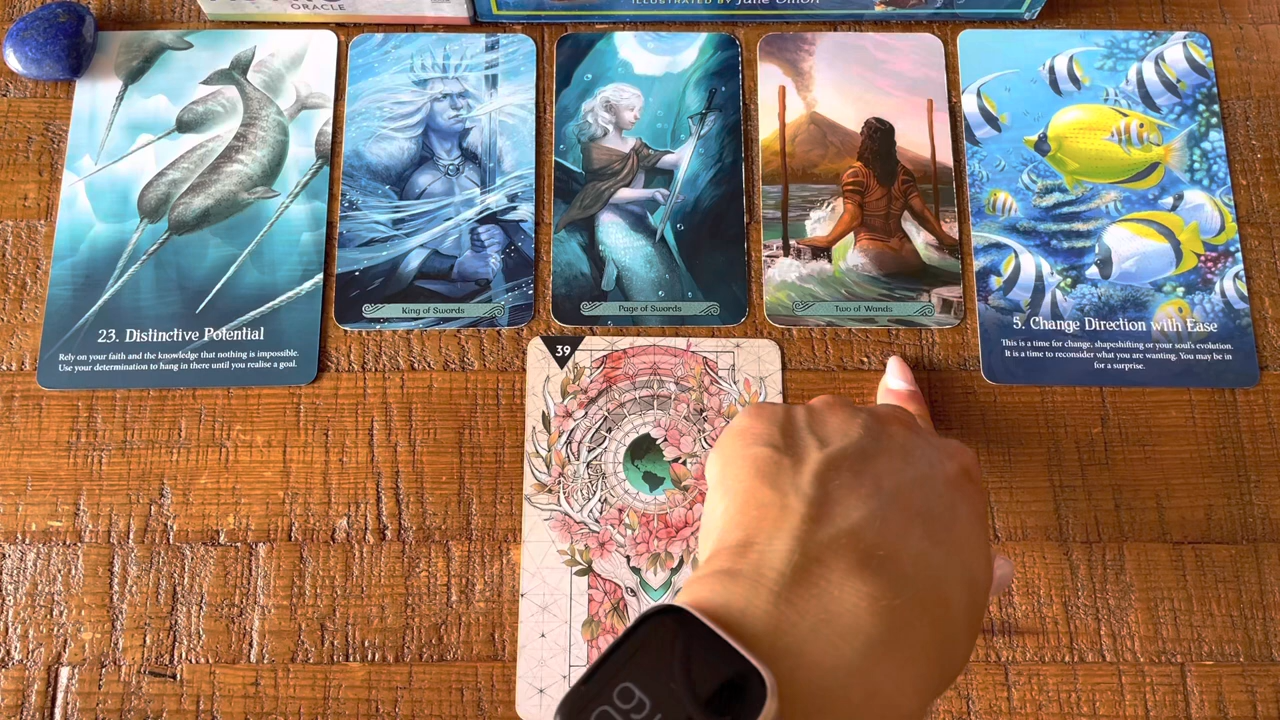 ORACLE
ILLUSTRATED BY Julie Dillon
23. Distinctive Potential
Rely on your faith and the knowledge that nothing is impossible.
Use your determination to hang in there until you realise a goal.
King of Swords
Page of Swords
Two of Wands
5. Change Direction with Ease
This is a time for change, shapeshifting or your soul's evolution.
It is a time to reconsider what you are wanting. You may be in
for a surprise.
39